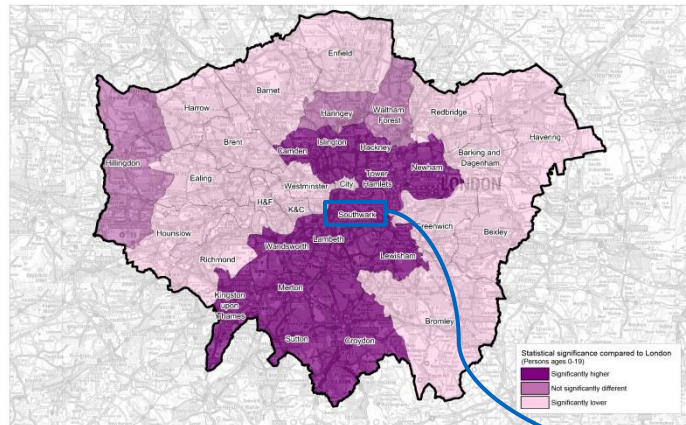 Enfield
Barnet
Harrow
Haringey
Waltham
Forest
Redbridge
Havering
Hillingdon
Brent
Camden
Islington
Hackney
Newham
Barking and
Dagenham
Ealing
Westminster
City
Tower
Hamlets
LONDON
H&F
K&C
Southwark
Greenwich
Bexley
Hounslow
Wandsworth
Lambeth
Lewisham
Richmond
Merton
Kingston
upon
Thames
Bromley
Sutton
Croydon
Statistical significance compared to London
(Persons ages 0-19)
Significantly higher
Not significantly different
Significantly lower